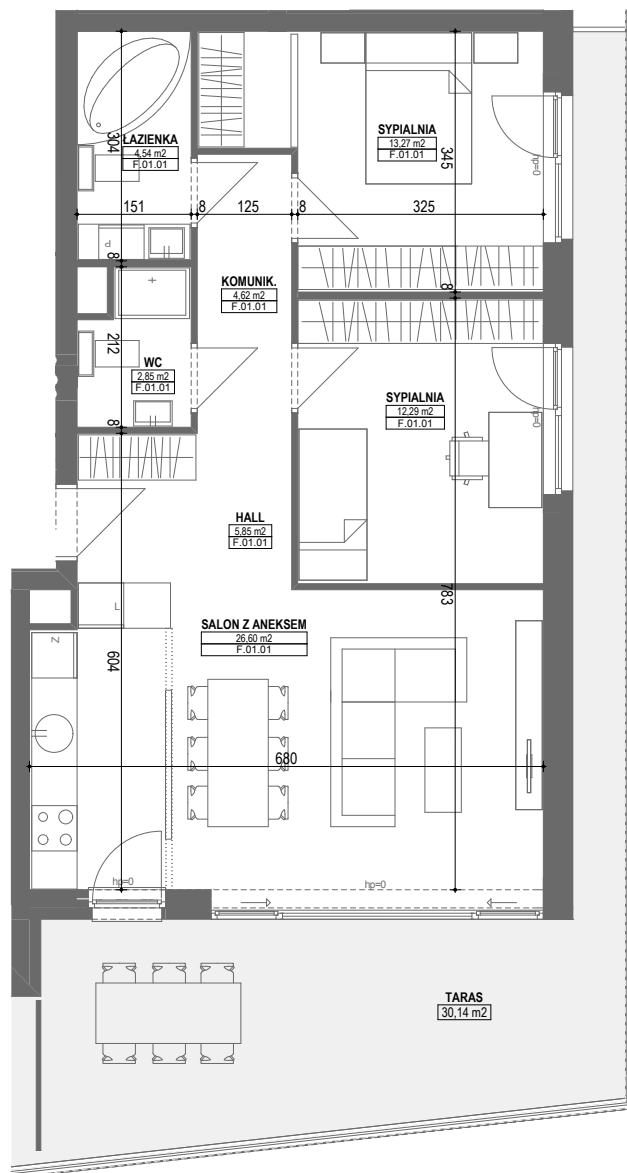 ŁAZIENKA
4,54 m2
F.01.01
304
SYPIALNIA
13,27 m2
F.01.01
345
hp=0
151
8
125
8
325
P
8
KOMUNIK.
4,62 m2
F.01.01
8
212
WC
2,85 m2
F.01.01
8
SYPIALNIA
12,29 m2
F.01.01
hp=0
HALL
5,85 m2
F.01.01
L
783
SALON Z ANEKSEM
26,60 m2
F.01.01
Z
604
680
hp=0
hp=0
TARAS
30,14 m2